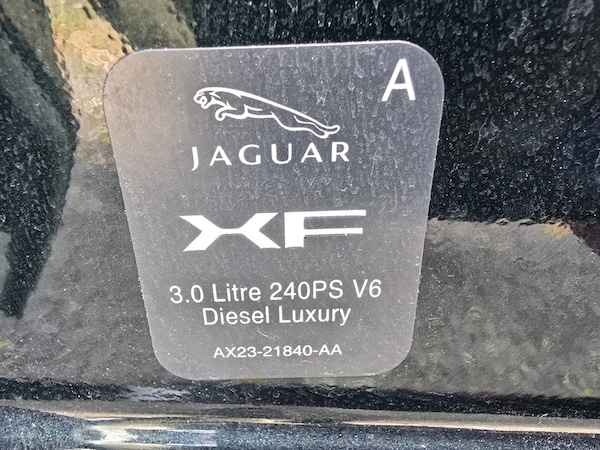 A
JAGUAR
XF
3.0 Litre 240PS V6
Diesel Luxury
AX23-21840-AA